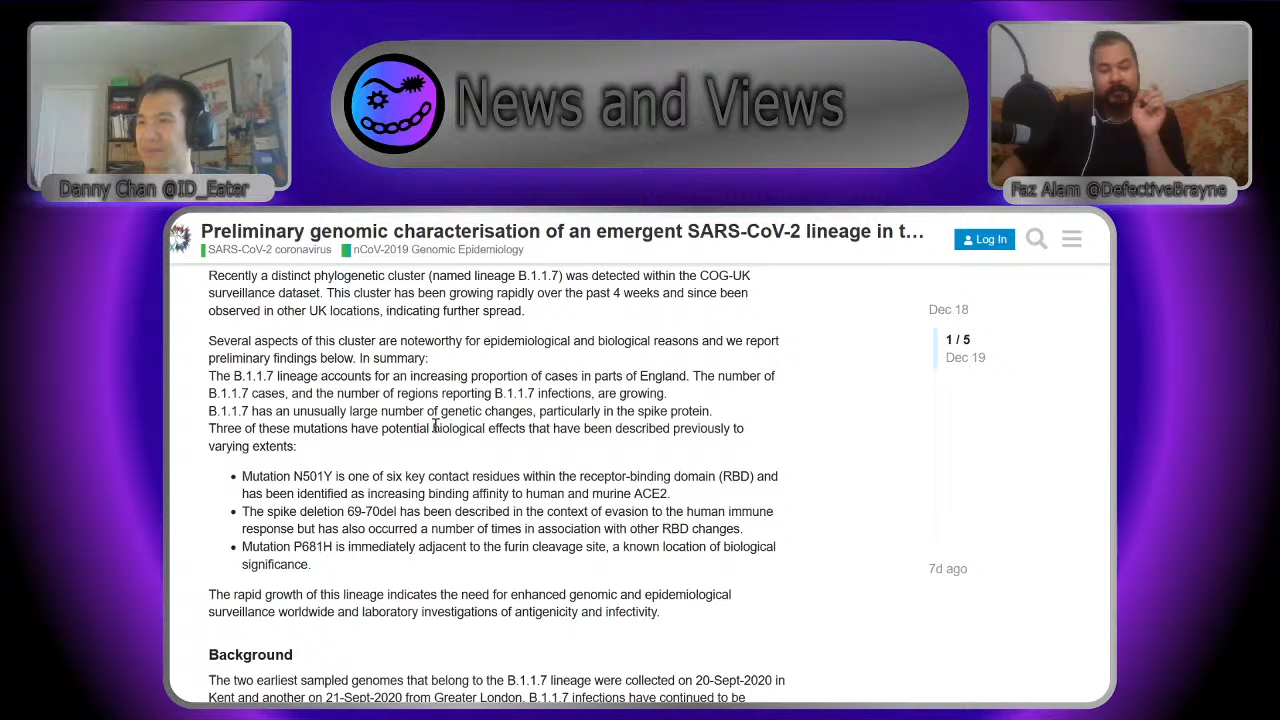 News and Views
Danny Chan @ID_Eater
Faz Alam @DefectiveBrayne
Preliminary genomic characterisation of an emergent SARS-CoV-2 lineage in t…
SARS-CoV-2 coronavirus nCoV-2019 Genomic Epidemiology
Log In
Recently a distinct phylogenetic cluster (named lineage B.1.1.7) was detected within the COG-UK
surveillance dataset. This cluster has been growing rapidly over the past 4 weeks and since been
observed in other UK locations, indicating further spread.
Several aspects of this cluster are noteworthy for epidemiological and biological reasons and we report
preliminary findings below. In summary:
The B.1.1.7 lineage accounts for an increasing proportion of cases in parts of England. The number of
B.1.1.7 cases, and the number of regions reporting B.1.1.7 infections, are growing.
B.1.1.7 has an unusually large number of genetic changes, particularly in the spike protein.
Three of these mutations have potential biological effects that have been described previously to
varying extents:
• Mutation N501Y is one of six key contact residues within the receptor-binding domain (RBD) and
has been identified as increasing binding affinity to human and murine ACE2.
• The spike deletion 69-70del has been described in the context of evasion to the human immune
response but has also occurred a number of times in association with other RBD changes.
• Mutation P681H is immediately adjacent to the furin cleavage site, a known location of biological
significance.
The rapid growth of this lineage indicates the need for enhanced genomic and epidemiological
surveillance worldwide and laboratory investigations of antigenicity and infectivity.
Background
The two earliest sampled genomes that belong to the B.1.1.7 lineage were collected on 20-Sept-2020 in
Kent and another on 21-Sept-2020 from Greater London. B.1.1.7 infections have continued to be
Dec 18
1 / 5
Dec 19
7d ago